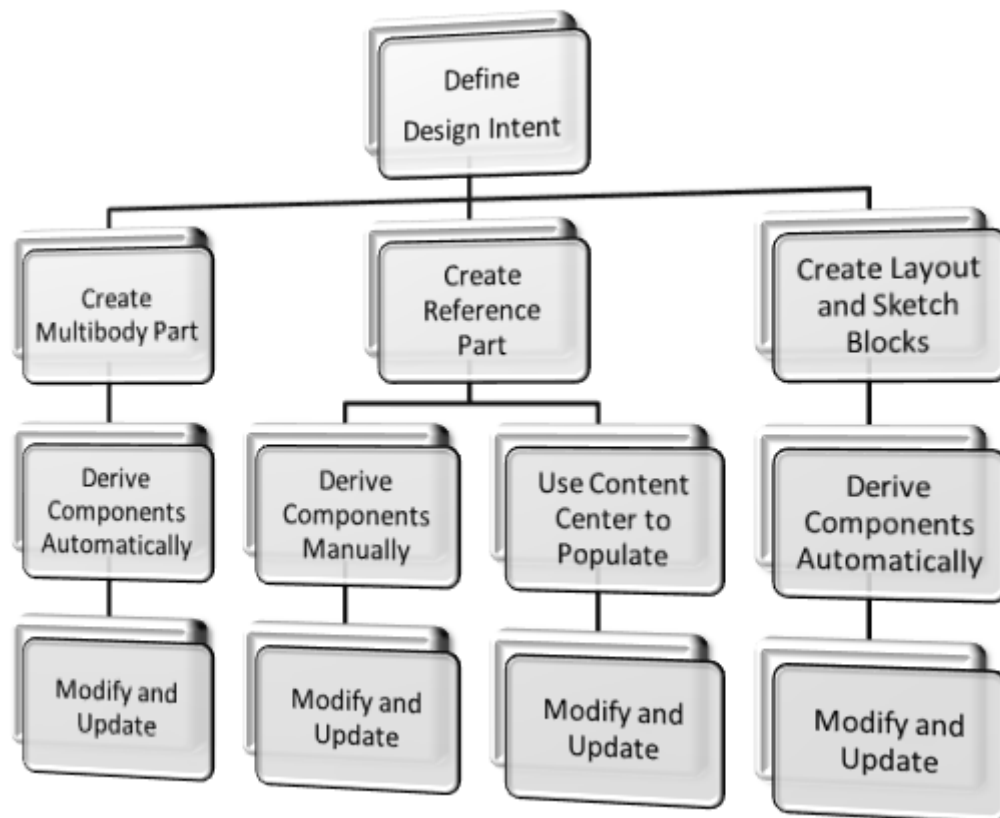 Define
Design Intent
Create
Multibody Part
Create
Reference
Part
Create Layout
and Sketch
Blocks
Derive
Components
Automatically
Derive
Components
Manually
Use Content
Center to
Populate
Derive
Components
Automatically
Modify and
Update
Modify and
Update
Modify and
Update
Modify and
Update